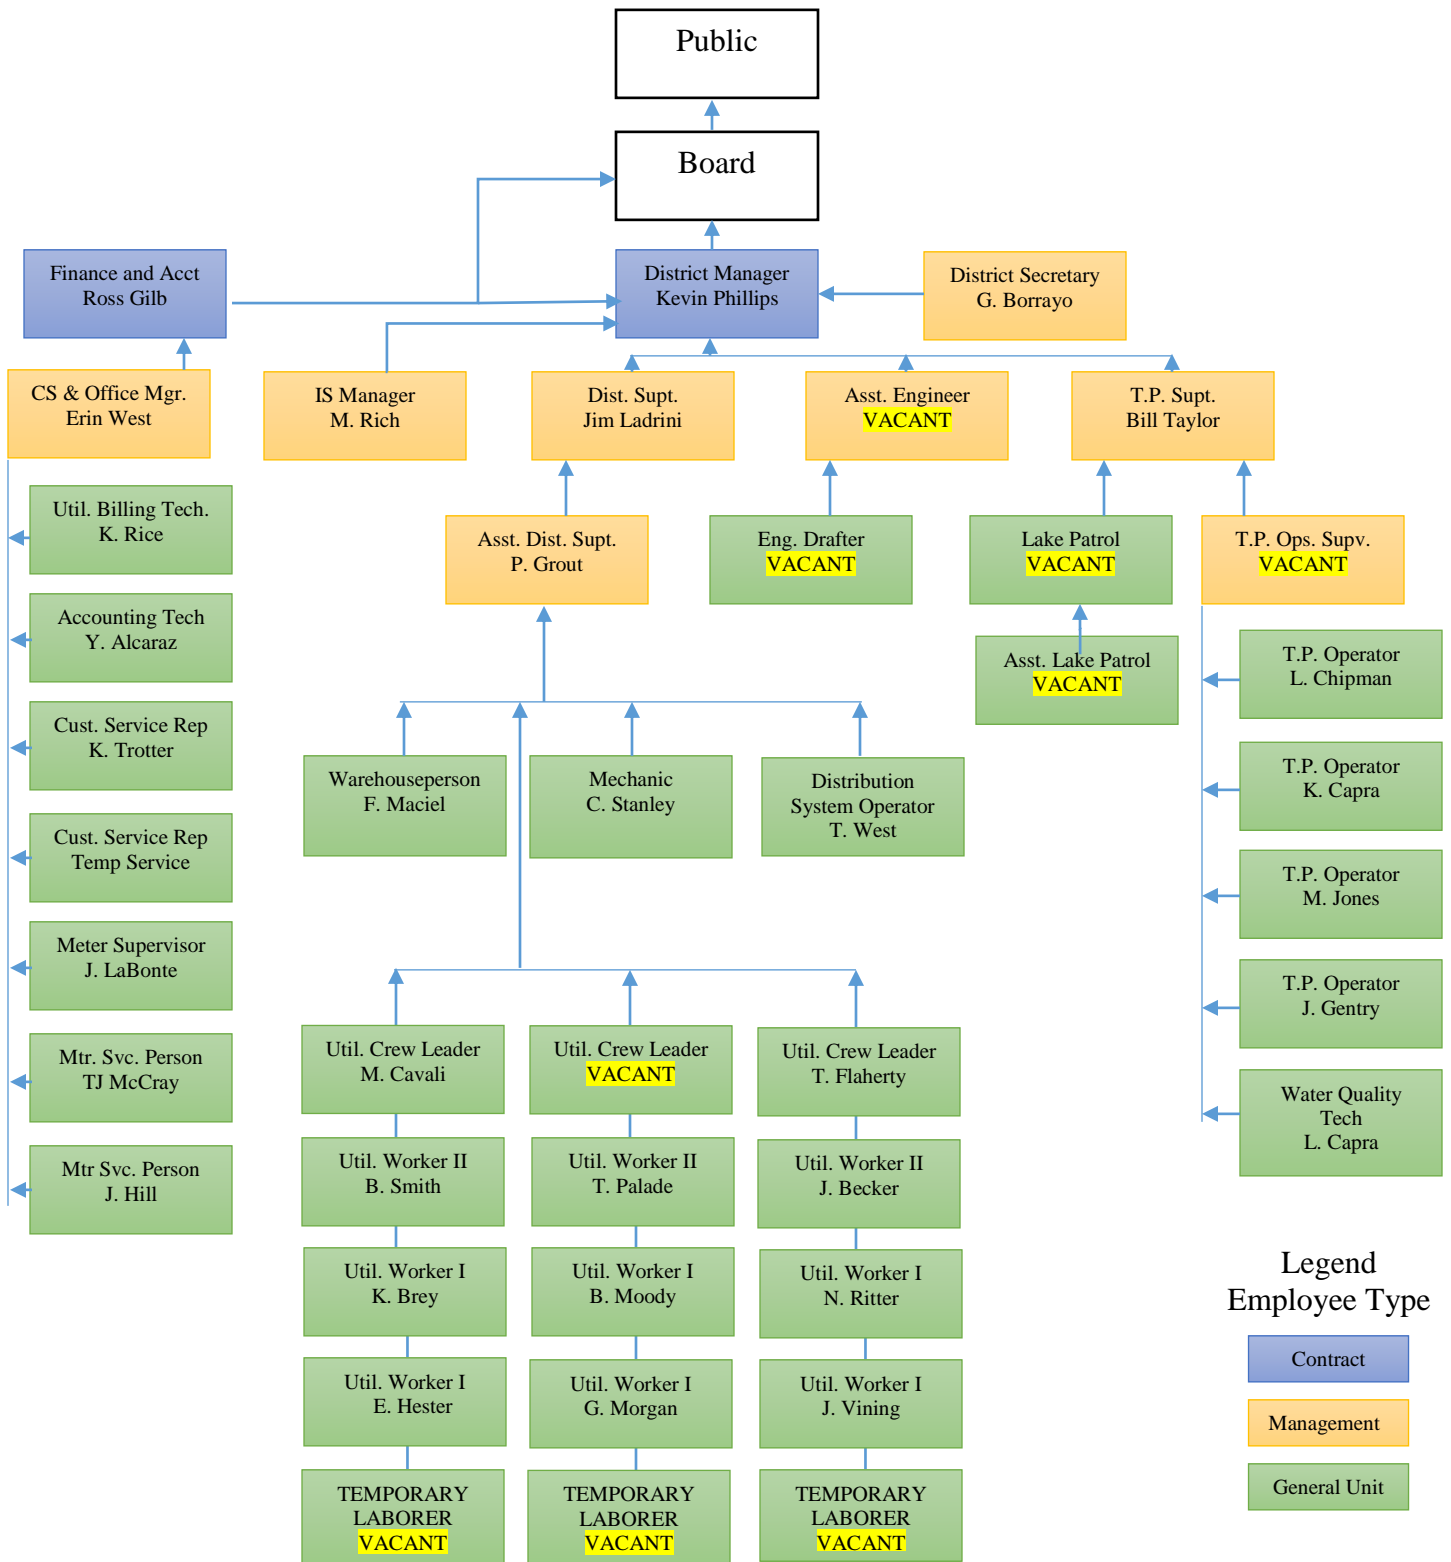 Public
Board
Finance and Acct
Ross Gilb
District Manager
Kevin Phillips
District Secretary
G. Borrayo
CS & Office Mgr.
Erin West
IS Manager
M. Rich
Dist. Supt.
Jim Ladrini
Asst. Engineer
VACANT
T.P. Supt.
Bill Taylor
Util. Billing Tech.
K. Rice
Asst. Dist. Supt.
P. Grout
Eng. Drafter
VACANT
Lake Patrol
VACANT
T.P. Ops. Supv.
VACANT
Accounting Tech
Y. Alcaraz
Asst. Lake Patrol
VACANT
T.P. Operator
L. Chipman
Cust. Service Rep
K. Trotter
Warehouseperson
F. Maciel
Mechanic
C. Stanley
Distribution
System Operator
T. West
T.P. Operator
K. Capra
Cust. Service Rep
Temp Service
T.P. Operator
M. Jones
Meter Supervisor
J. LaBonte
T.P. Operator
J. Gentry
Mtr. Svc. Person
TJ McCray
Util. Crew Leader
M. Cavali
Util. Crew Leader
VACANT
Util. Crew Leader
T. Flaherty
Water Quality
Tech
L. Capra
Mtr Svc. Person
J. Hill
Util. Worker II
B. Smith
Util. Worker II
T. Palade
Util. Worker II
J. Becker
Util. Worker I
K. Brey
Util. Worker I
B. Moody
Util. Worker I
N. Ritter
Util. Worker I
E. Hester
Util. Worker I
G. Morgan
Util. Worker I
J. Vining
TEMPORARY
LABORER
VACANT
TEMPORARY
LABORER
VACANT
TEMPORARY
LABORER
VACANT
Legend
Employee Type
Contract
Management
General Unit